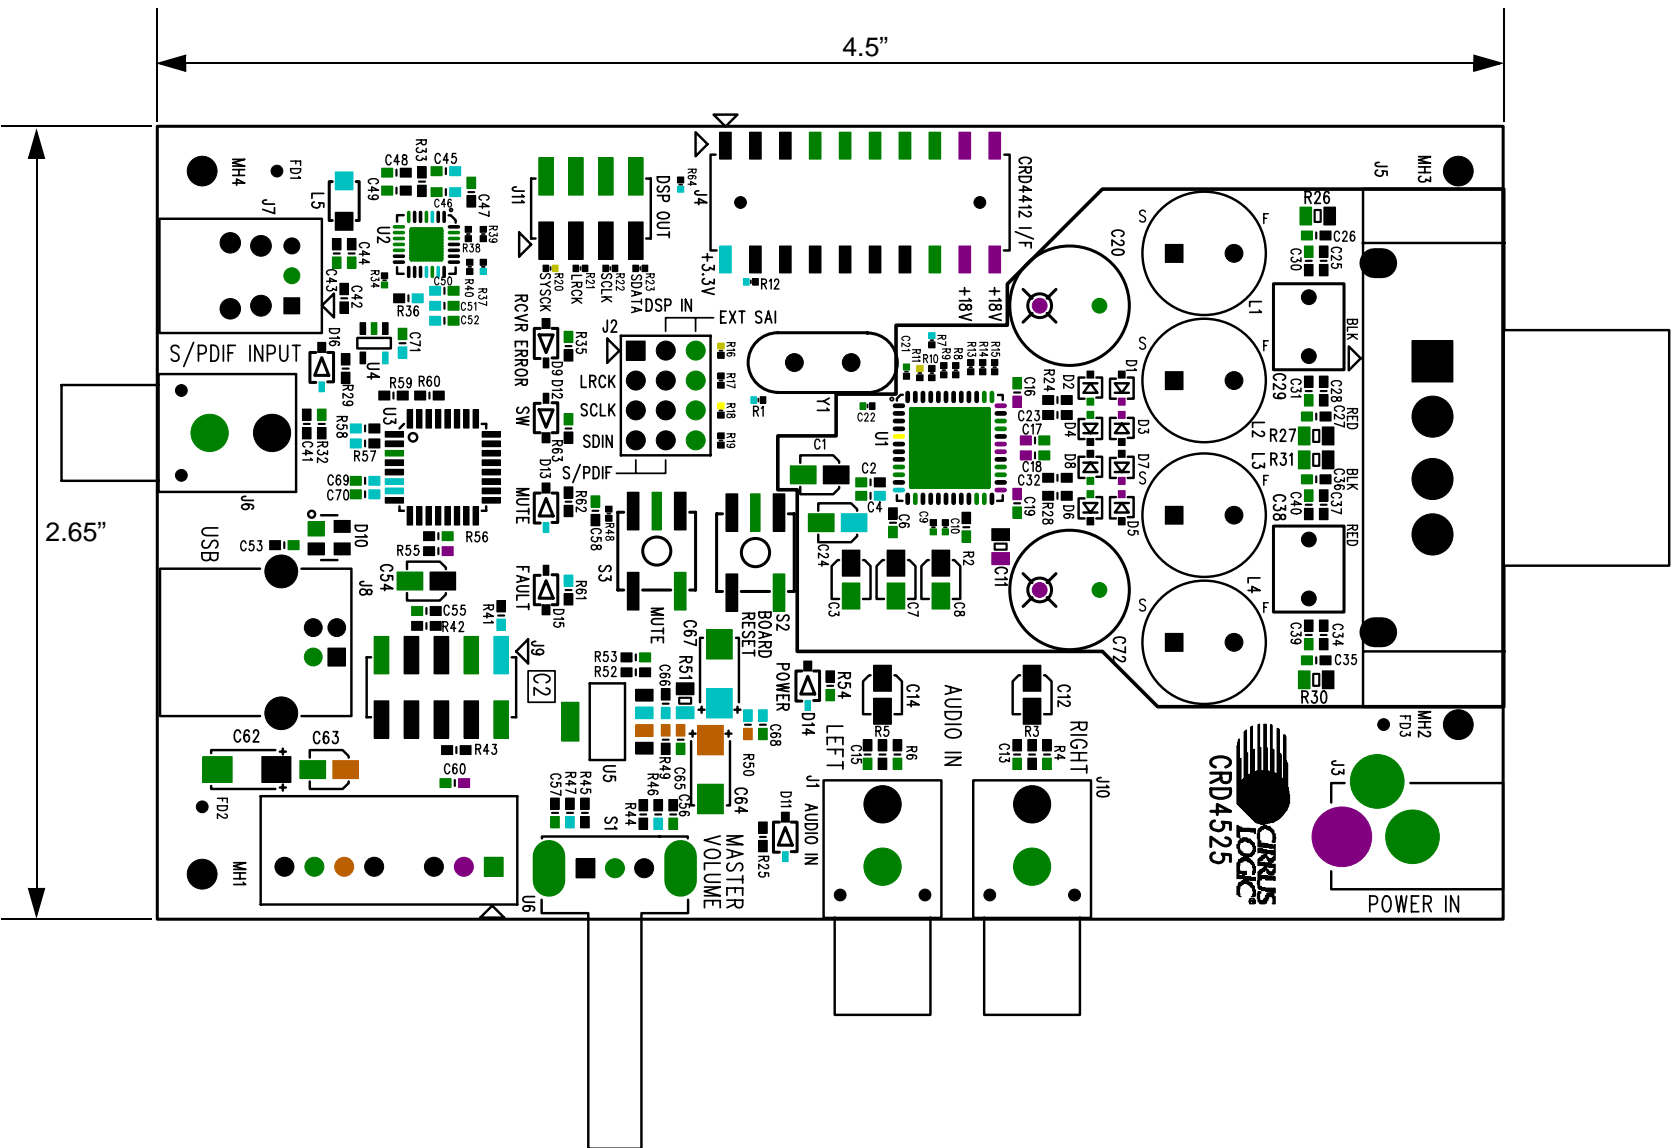 4.5”
2.65”
MH4
FD1
L5
C48
R33
C45
C49
C46
C47
J7
U2
R38
R39
C44
C43
C42
R34
C50
R40
R37
R36
C51
C52
D16
C71
U4
S/PDIF INPUT
R29
R59
R60
U3
R58
R57
C41
R32
C69
C70
J6
USB
C53
D10
R56
R55
C54
J8
C55
R42
R41
J9
C2
C62
C63
R43
C60
FD2
MH1
J11
DSP OUT
R64
J4
CRD4412 I/F
+3.3V
R12
+18V
+18V
SYSCK
R20
LRCK
R21
SCLK
R22
SDATA
R23
DSP IN
EXT SAI
J2
LRCK
SCLK
SDIN
S/PDIF
R16
R17
R18
R19
R1
RCVR ERROR
R35
D9
D12
SW
R63
D13
MUTE
R62
C58
R48
FAULT
R61
D15
S3
MUTE
S2
BOARD
RESET
Y1
C21
R11
R10
R7
R9
R8
R13
R14
R15
C22
U1
C1
C2
C4
C24
C6
C9
C10
R2
C3
C7
C8
C11
C16
C23
C17
C18
C32
C19
R24
R28
D2
D1
D4
D3
D8
D7
D6
D5
C20
C72
S
F
L1
S
F
L2
S
F
L3
S
F
L4
R26
C26
C30
C25
BLK
C29
C31
C28
C27
RED
R27
R31
BLK
C36
C38
C40
C37
RED
C39
C34
C35
R30
J5
MH3
MH2
FD3
R53
R52
C66
R51
C67
POWER
D14
R54
C14
C12
U5
R49
C65
R50
C68
C64
C57
R47
R45
S1
R44
R46
C56
U6
MASTER
VOLUME
R25
D11
LEFT
C15
R5
R6
AUDIO IN
C13
R3
R4
RIGHT
J1
AUDIO IN
J10
CRD4525
CIRRUS
LOGIC®
J3
POWER IN